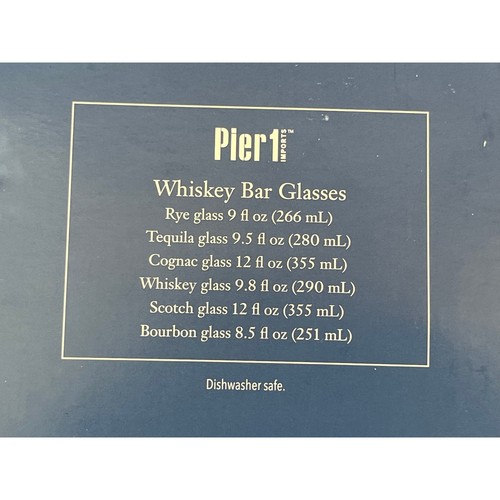 Pier1 IMPORTS™
Whiskey Bar Glasses
Rye glass 9 fl oz (266 mL)
Tequila glass 9.5 fl oz (280 mL)
Cognac glass 12 fl oz (355 mL)
Whiskey glass 9.8 fl oz (290 mL)
Scotch glass 12 fl oz (355 mL)
Bourbon glass 8.5 fl oz (251 mL)
Dishwasher safe.